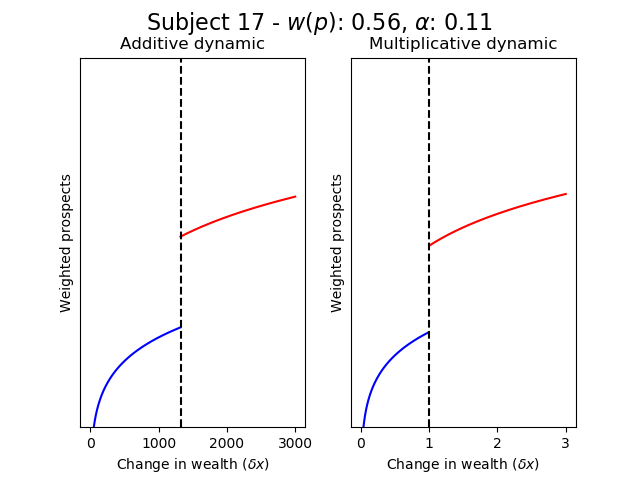 Subject 17 - w(p): 0.56, α: 0.11
Additive dynamic
Weighted prospects
0 1000 2000 3000
Change in wealth (δx)
Multiplicative dynamic
Weighted prospects
0 1 2 3
Change in wealth (δx)